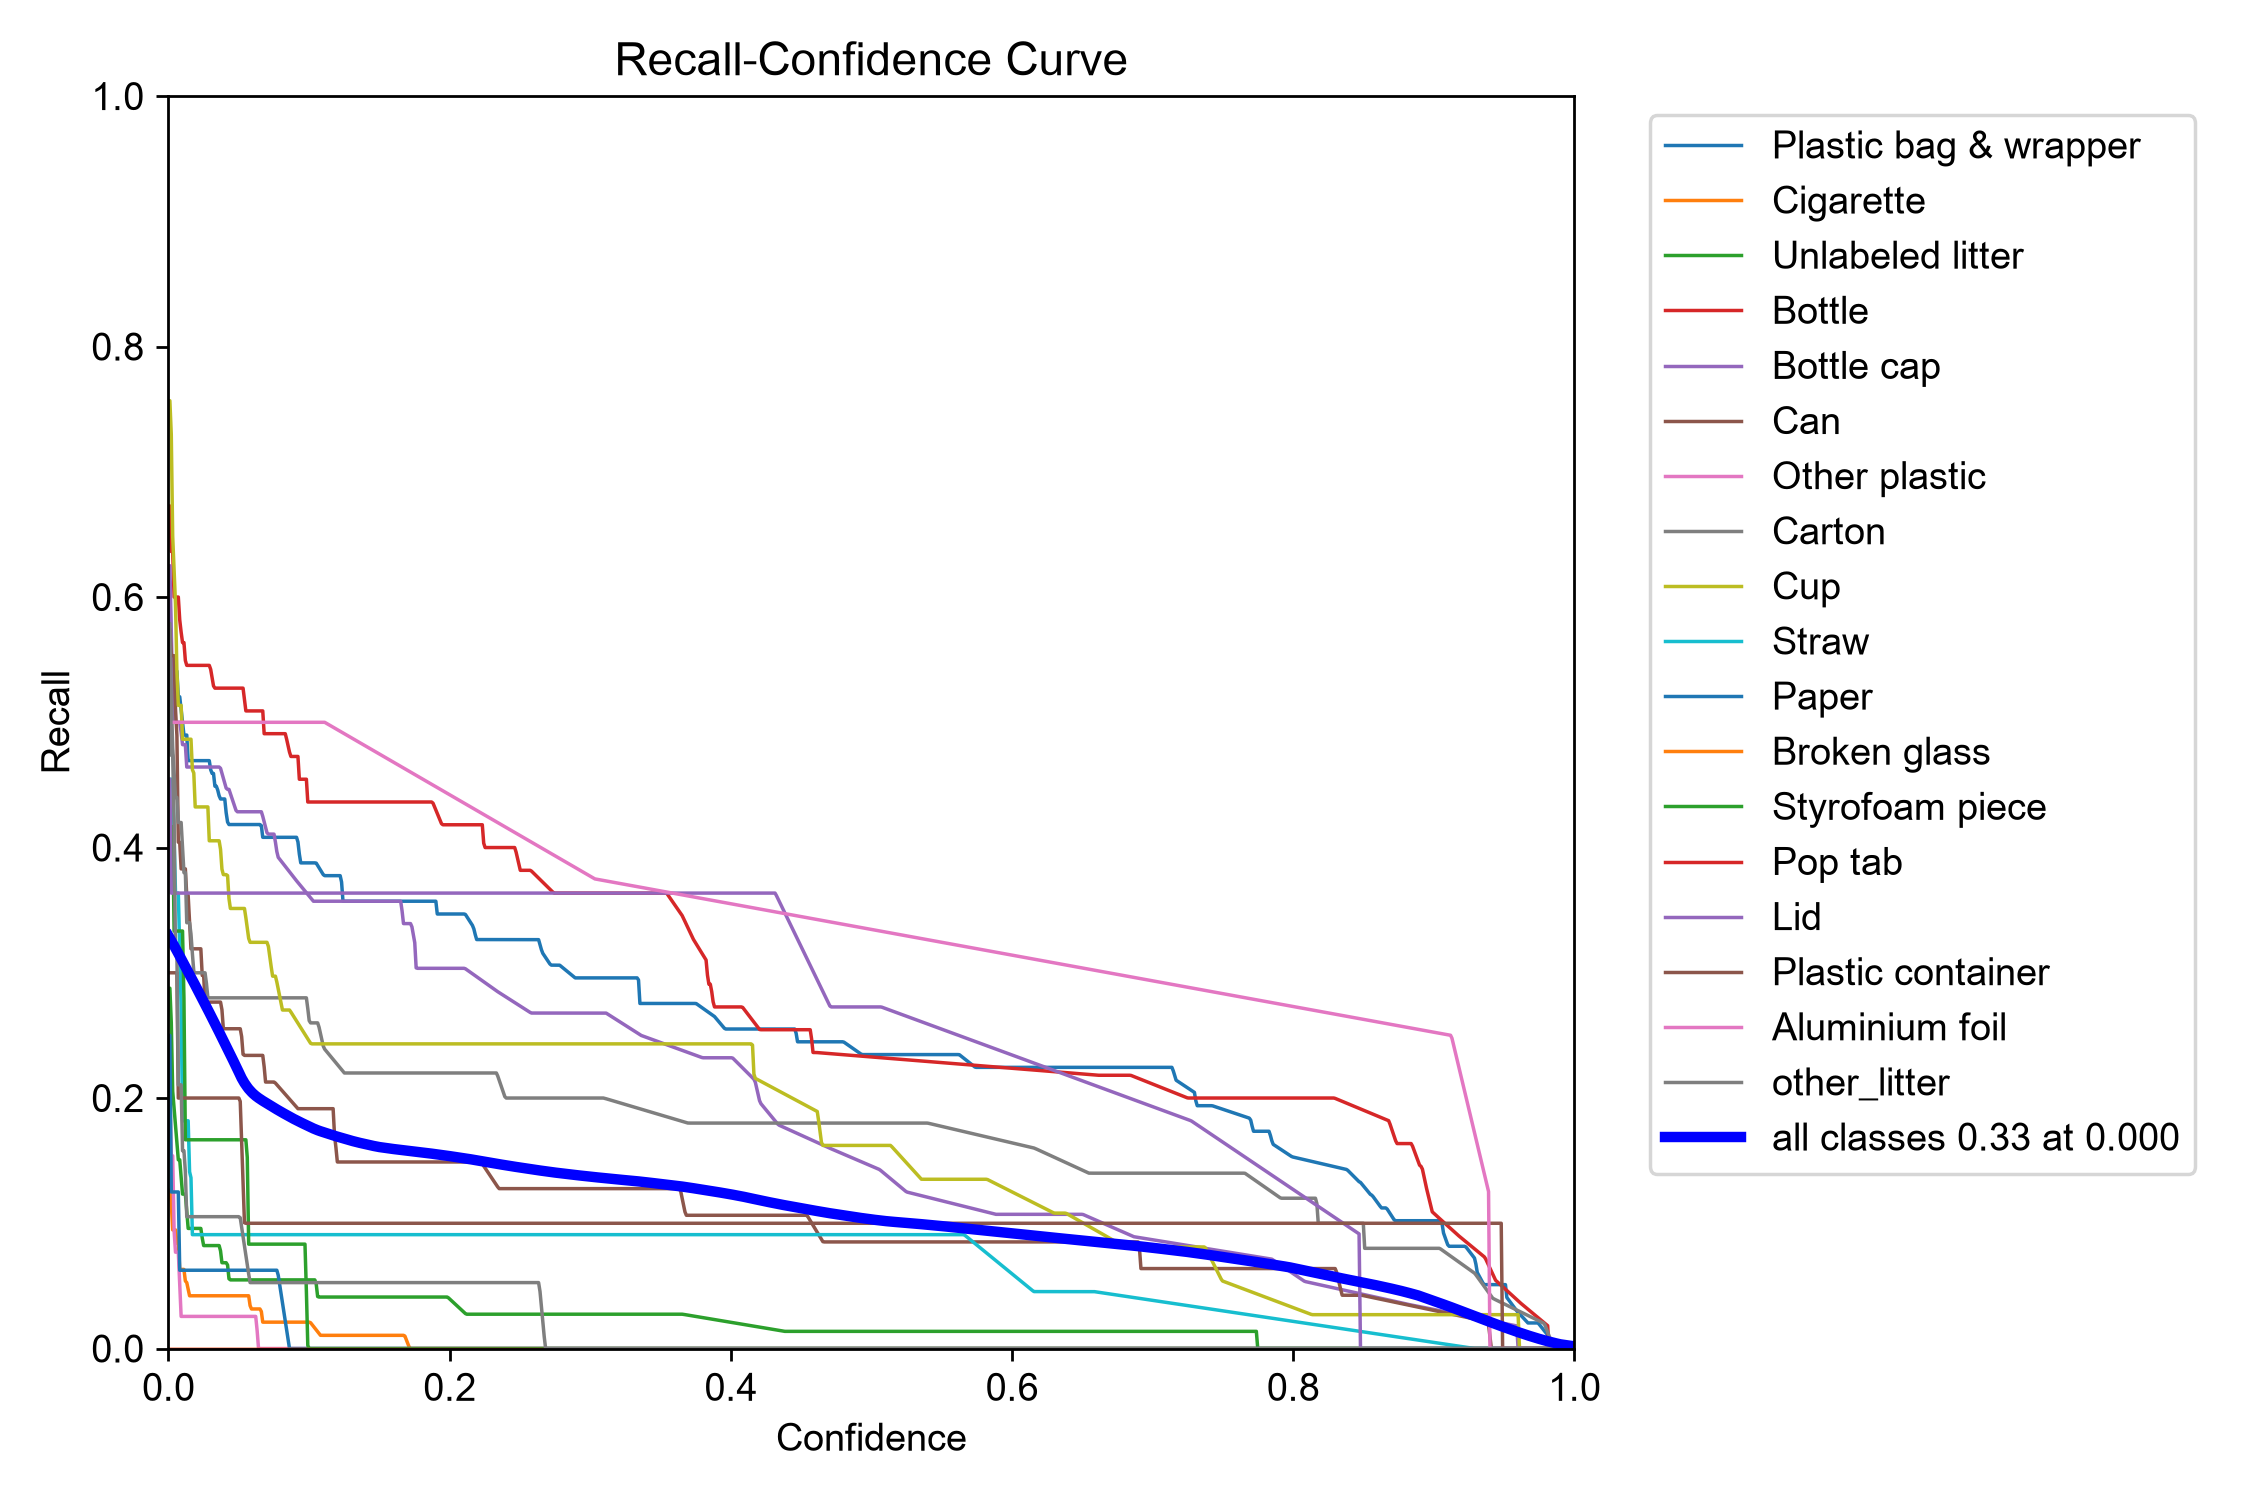 Recall-Confidence Curve
1.0
0.8
0.6
0.4
0.2
0.0
Recall
0.0 0.2 0.4 0.6 0.8 1.0
Confidence
Plastic bag & wrapper
Cigarette
Unlabeled litter
Bottle
Bottle cap
Can
Other plastic
Carton
Cup
Straw
Paper
Broken glass
Styrofoam piece
Pop tab
Lid
Plastic container
Aluminium foil
other_litter
all classes 0.33 at 0.000